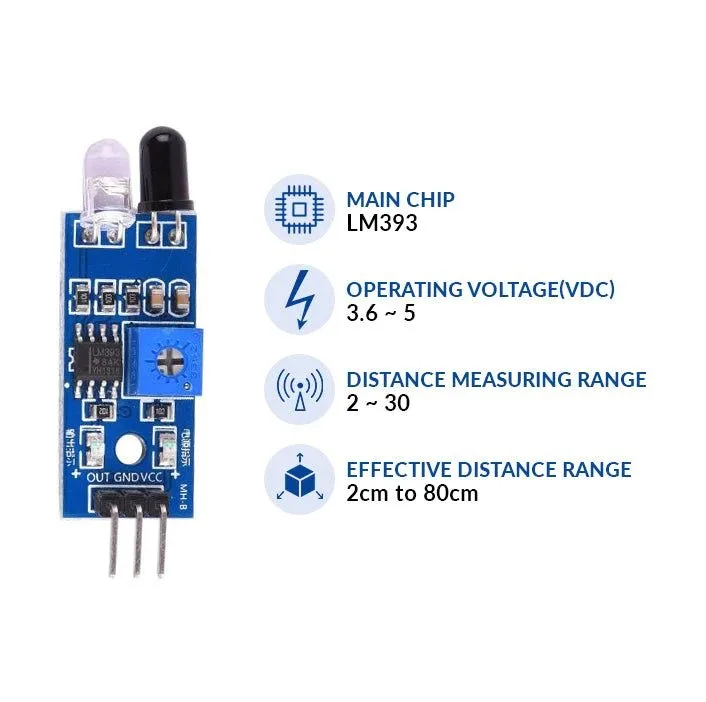 MAIN CHIP
LM393
OPERATING VOLTAGE(VDC)
3.6 ~ 5
DISTANCE MEASURING RANGE
2 ~ 30
EFFECTIVE DISTANCE RANGE
2cm to 80cm
103
LM393
OUT GND VCC
MH-B